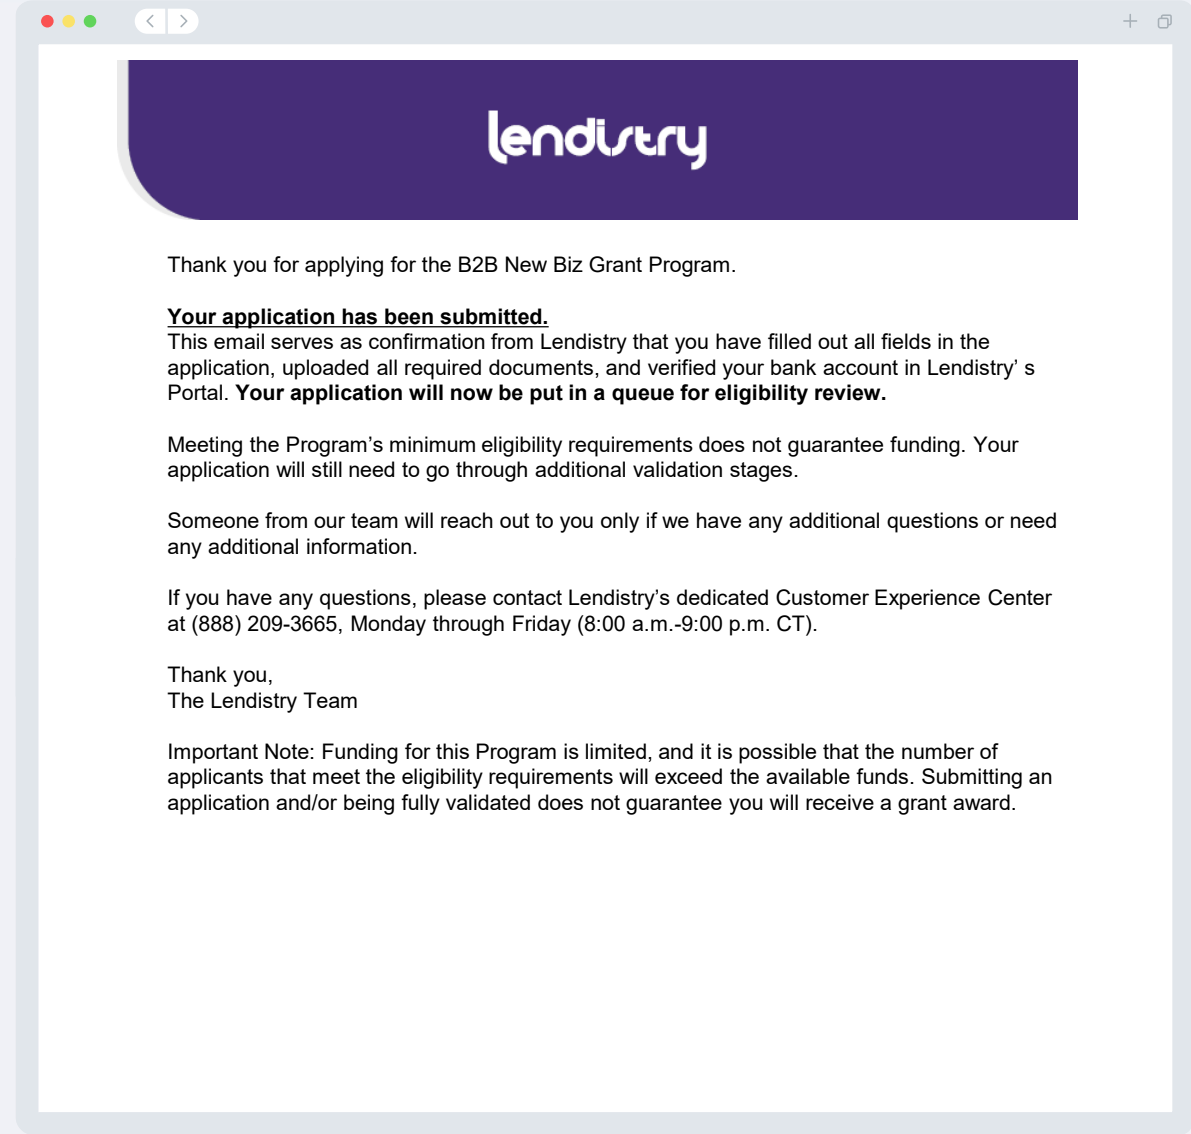 lendistry
Thank you for applying for the B2B New Biz Grant Program.
Your application has been submitted.
This email serves as confirmation from Lendistry that you have filled out all fields in the
application, uploaded all required documents, and verified your bank account in Lendistry’ s
Portal. Your application will now be put in a queue for eligibility review.
Meeting the Program’s minimum eligibility requirements does not guarantee funding. Your
application will still need to go through additional validation stages.
Someone from our team will reach out to you only if we have any additional questions or need
any additional information.
If you have any questions, please contact Lendistry’s dedicated Customer Experience Center
at (888) 209-3665, Monday through Friday (8:00 a.m.-9:00 p.m. CT).
Thank you,
The Lendistry Team
Important Note: Funding for this Program is limited, and it is possible that the number of
applicants that meet the eligibility requirements will exceed the available funds. Submitting an
application and/or being fully validated does not guarantee you will receive a grant award.